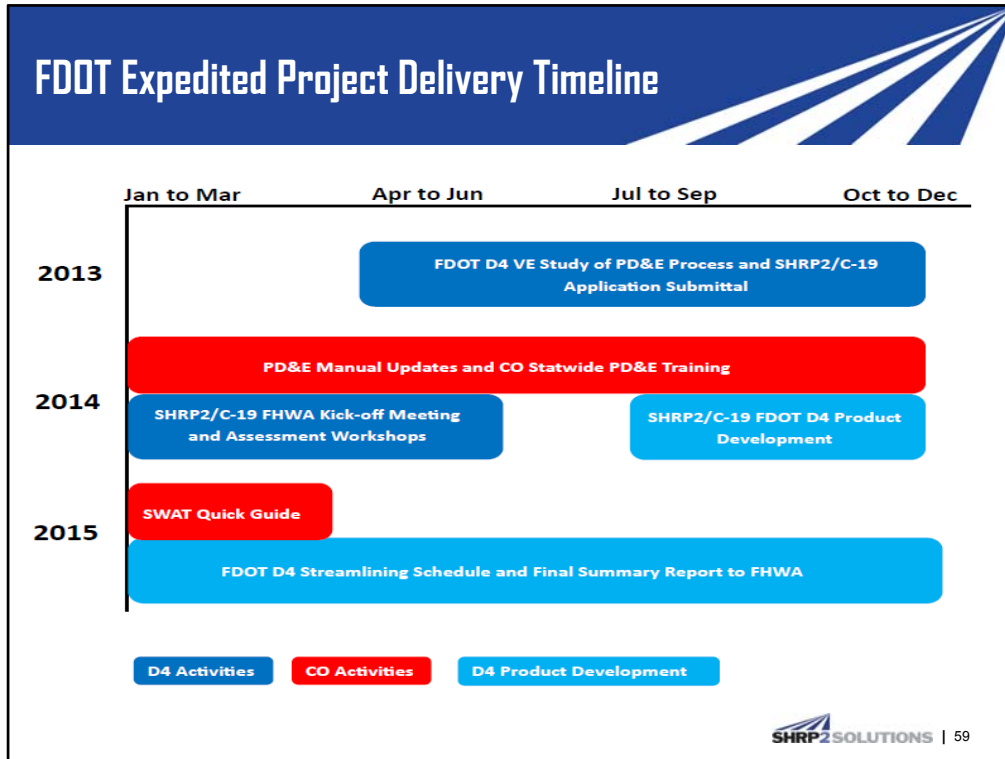 FDOT Expedited Project Delivery Timeline
Jan to Mar Apr to Jun Jul to Sep Oct to Dec
2013
FDOT D4 VE Study of PD&E Process and SHRP2/C-19
Application Submittal
2014
PD&E Manual Updates and CO Statwide PD&E Training
SHRP2/C-19 FHWA Kick-off Meeting
and Assessment Workshops
SHRP2/C-19 FDOT D4 Product
Development
2015
SWAT Quick Guide
FDOT D4 Streamlining Schedule and Final Summary Report to FHWA
D4 Activities CO Activities D4 Product Development
SHRP2SOLUTIONS | 59